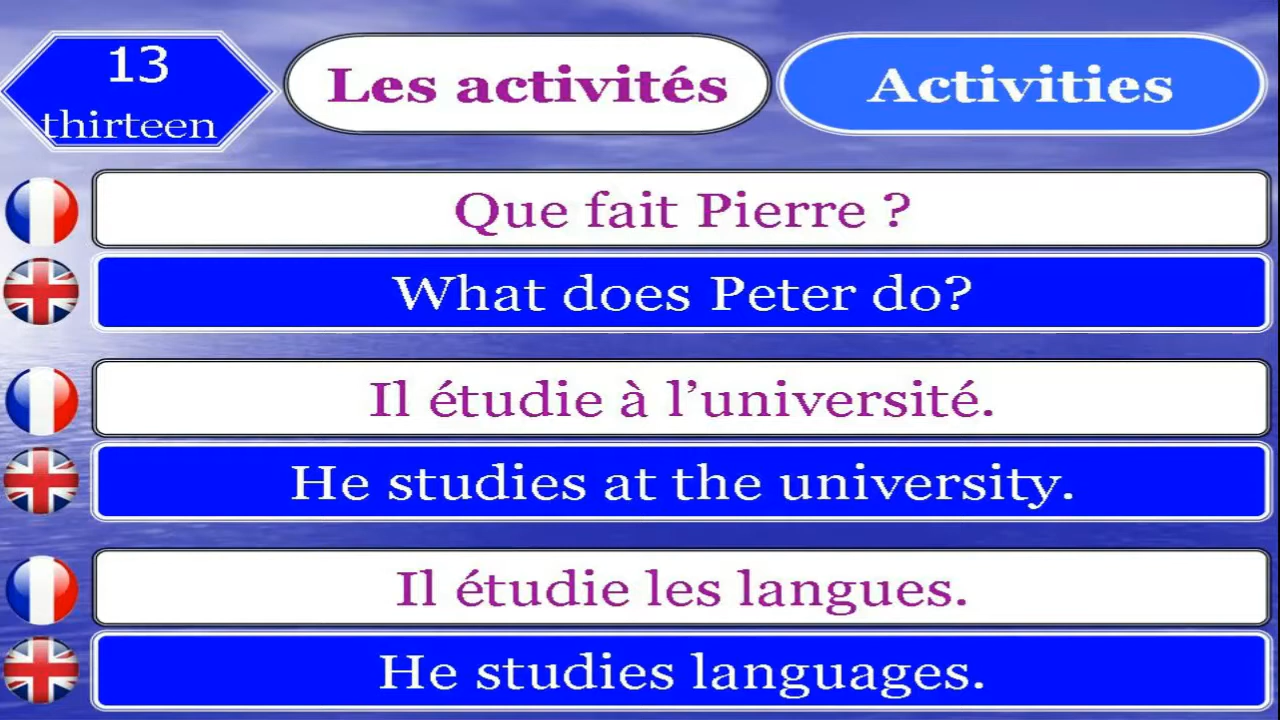 13
thirteen
Les activités
Activities
Que fait Pierre ?
What does Peter do?
Il étudie à l’université.
He studies at the university.
Il étudie les langues.
He studies languages.